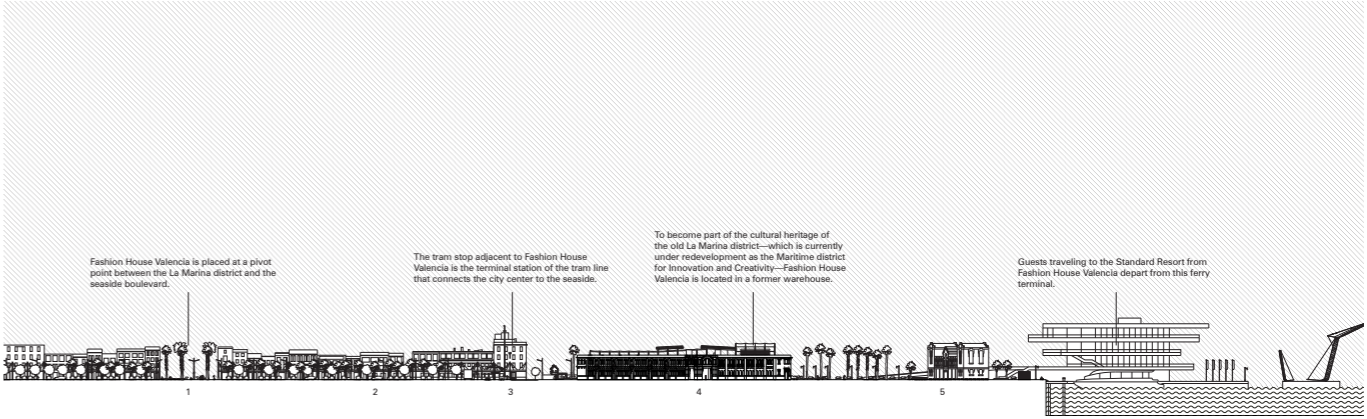 Fashion House Valencia is placed at a pivot
point between the La Marina district and the
seaside boulevard.
The tram stop adjacent to Fashion House
Valencia is the terminal station of the tram line
that connects the city center to the seaside.
To become part of the cultural heritage of
the old La Marina district—which is currently
under redevelopment as the Maritime district
for Innovation and Creativity—Fashion House
Valencia is located in a former warehouse.
Guests traveling to the Standard Resort from
Fashion House Valencia depart from this ferry
terminal.
1
2
3
4
5